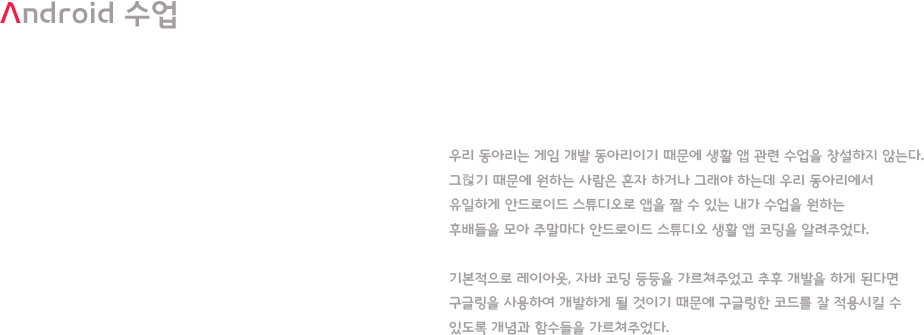 Android 수업
우리 동아리는 게임 개발 동아리이기 때문에 생활 앱 관련 수업을 창설하지 않는다.
그렇기 때문에 원하는 사람은 혼자 하거나 그래야 하는데 우리 동아리에서
유일하게 안드로이드 스튜디오로 앱을 짤 수 있는 내가 수업을 원하는
후배들을 모아 주말마다 안드로이드 스튜디오 생활 앱 코딩을 알려주었다.
기본적으로 레이아웃, 자바 코딩 등등을 가르쳐주었고 추후 개발을 하게 된다면
구글링을 사용하여 개발하게 될 것이기 때문에 구글링한 코드를 잘 적용시킬 수
있도록 개념과 함수들을 가르쳐주었다.